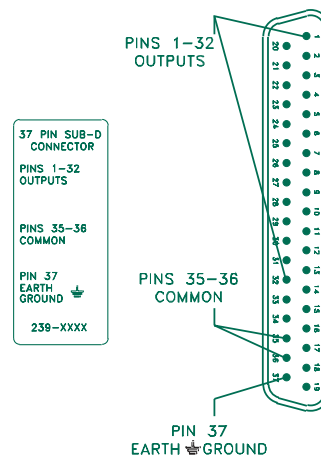 PINS 1-32
OUTPUTS
37 PIN SUB-D
CONNECTOR
PINS 1-32
OUTPUTS
PINS 35-36
COMMON
PIN 37
EARTH
GROUND
239-XXXX
PINS 35-36
COMMON
PIN 37
EARTH GROUND
1
20
2
21
3
22
4
23
5
24
6
25
7
26
8
27
9
28
10
29
11
30
12
31
13
32
14
33
15
34
16
35
17
36
18
37
19